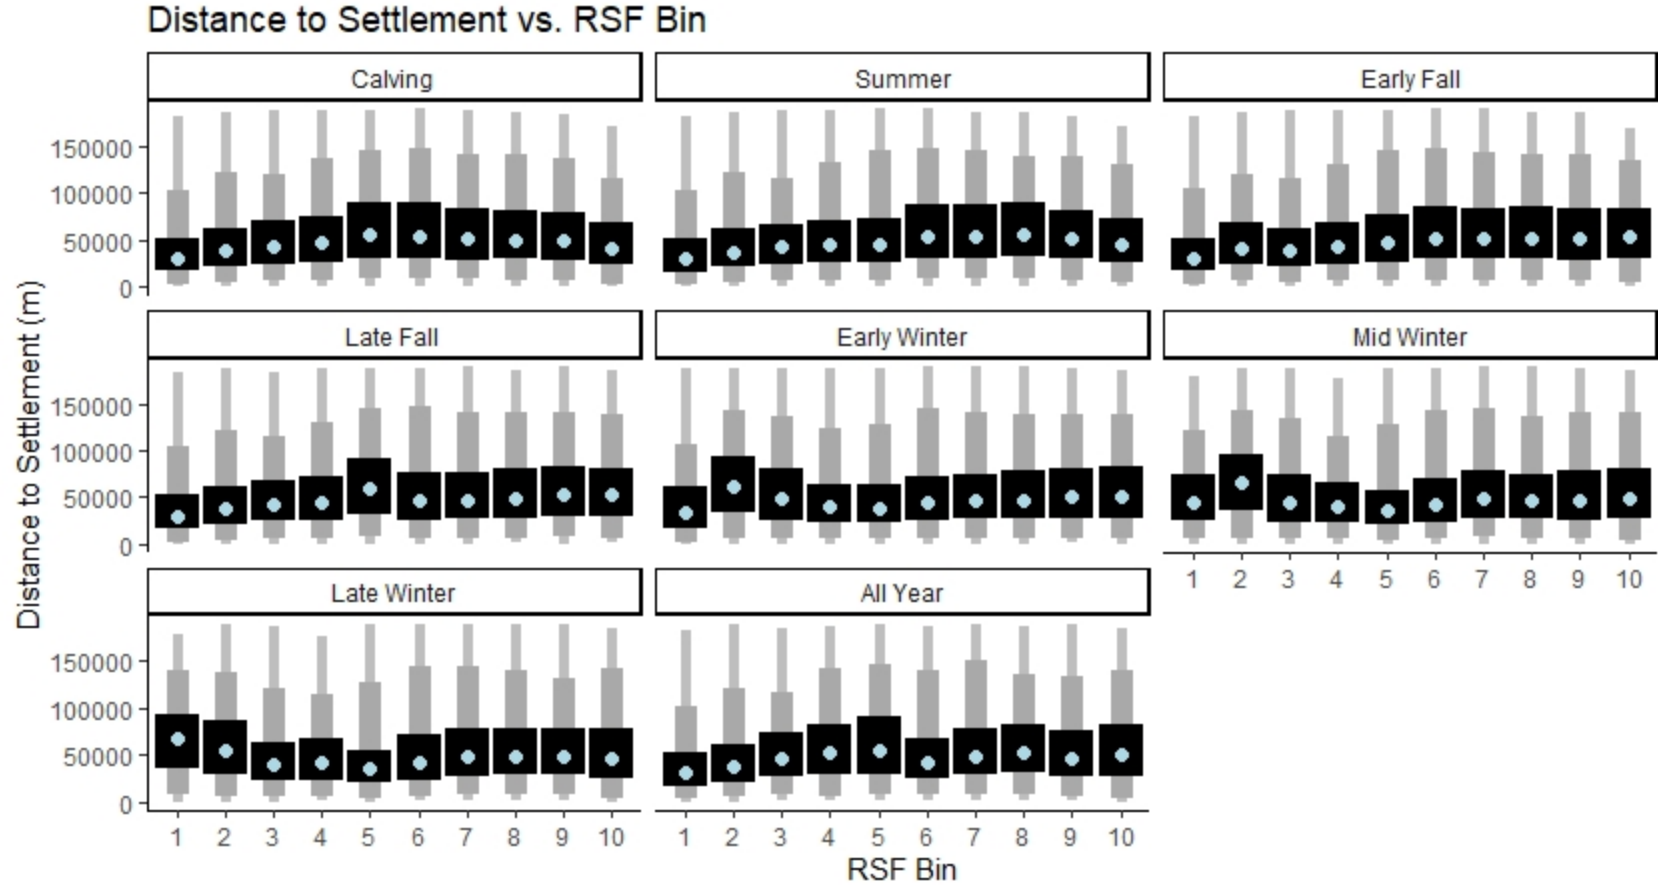 Distance to Settlement vs. RSF Bin
Calving
Summer
Early Fall
150000
100000
50000
0
Distance to Settlement (m)
Late Fall
Early Winter
Mid Winter
150000
100000
50000
0
1 2 3 4 5 6 7 8 9 10
Late Winter
All Year
150000
100000
50000
0
1 2 3 4 5 6 7 8 9 10
1 2 3 4 5 6 7 8 9 10
RSF Bin